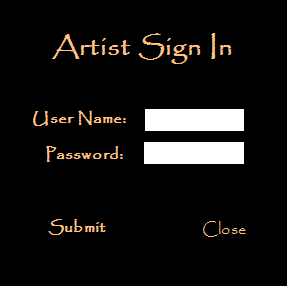 Artist Sign In
User Name:
Password:
Submit Close